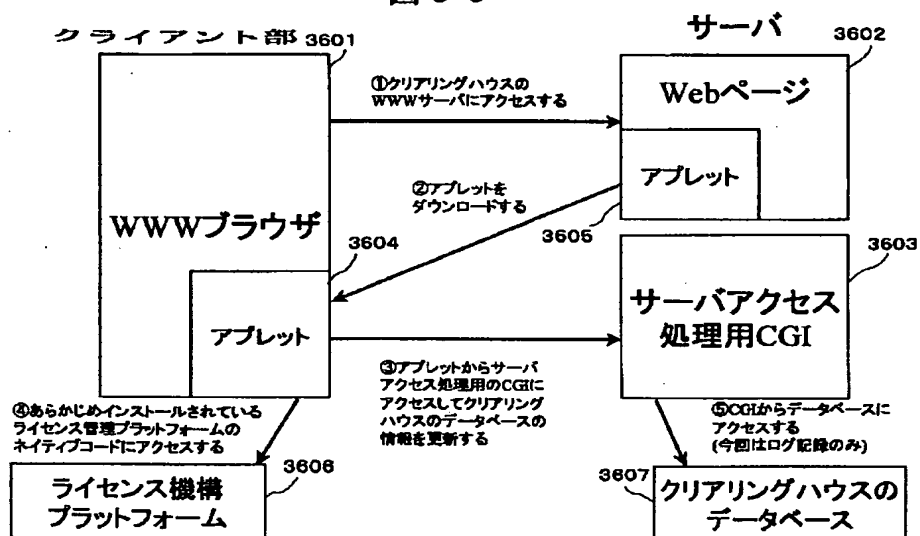 クライアント部
3601
サーバ
3602
①クリアリングハウスの
WWWサーバにアクセスする
Webページ
アプレット
3605
②アプレットを
ダウンロードする
WWWブラウザ
3604
アプレット
3603
サーバアクセス
処理用CGI
③アプレットからサーバ
アクセス処理用のCGIに
アクセスしてクリアリング
ハウスのデータベースの
情報を更新する
④あらかじめインストールされている
ライセンス管理プラットフォームの
ネイティブコードにアクセスする
⑤CGIからデータベースに
アクセスする
(今回はログ記録のみ)
3606
ライセンス機構
プラットフォーム
3607
クリアリングハウスの
データベース